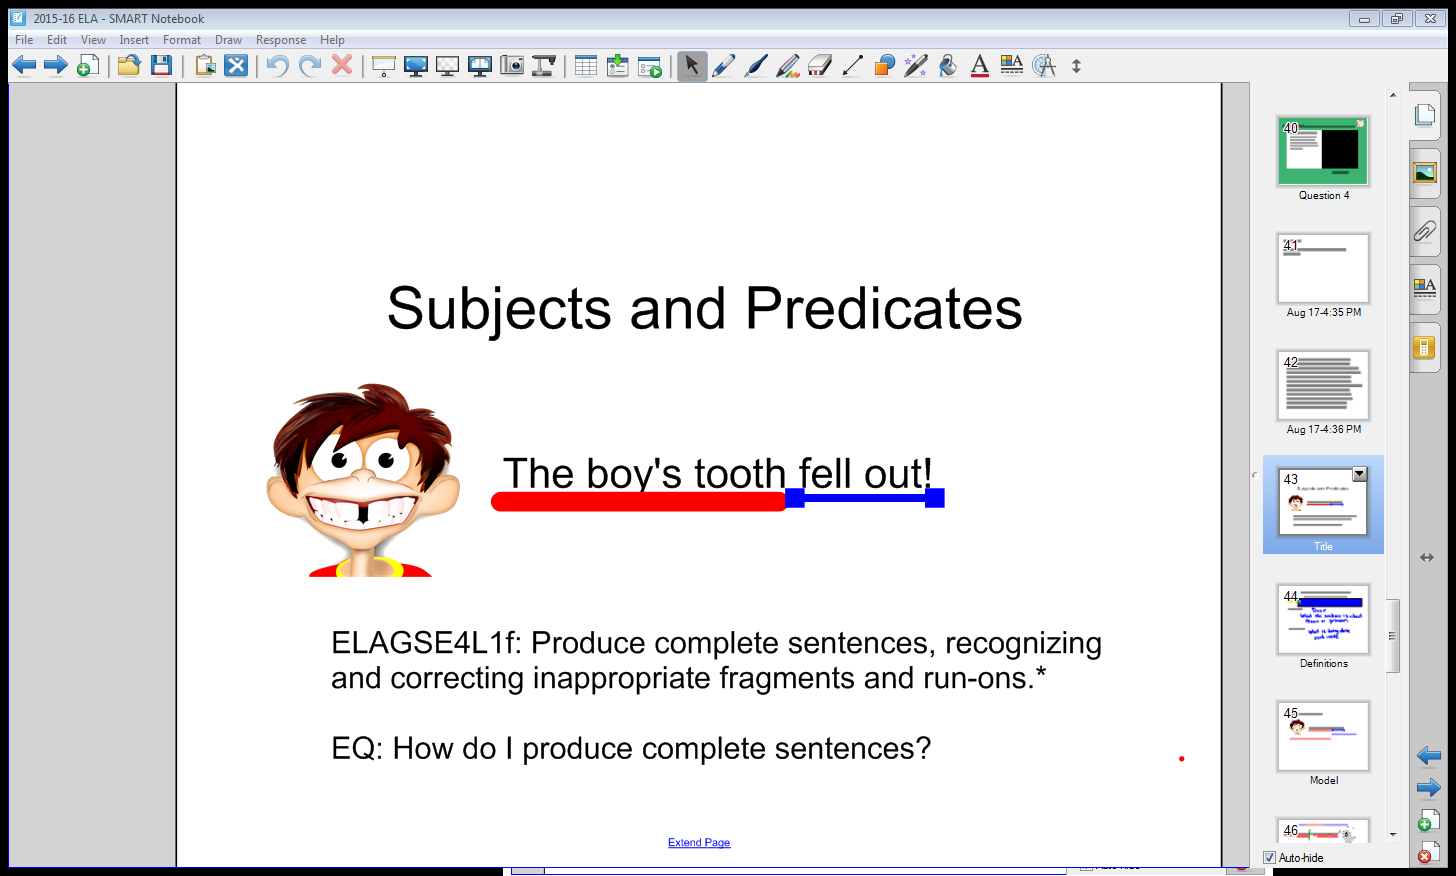 2015-16 ELA - SMART Notebook
File Edit View Insert Format Draw Response Help
Subjects and Predicates
The boy's tooth fell out!
ELAGSE4L1f: Produce complete sentences, recognizing
and correcting inappropriate fragments and run-ons.*
EQ: How do I produce complete sentences?
Extend Page
40
Question 4
41
Aug 17-4:35 PM
42
Aug 17-4:36 PM
43
Subjects and Predicates
Title
44
Definitions
45
Model
46
Auto-hide